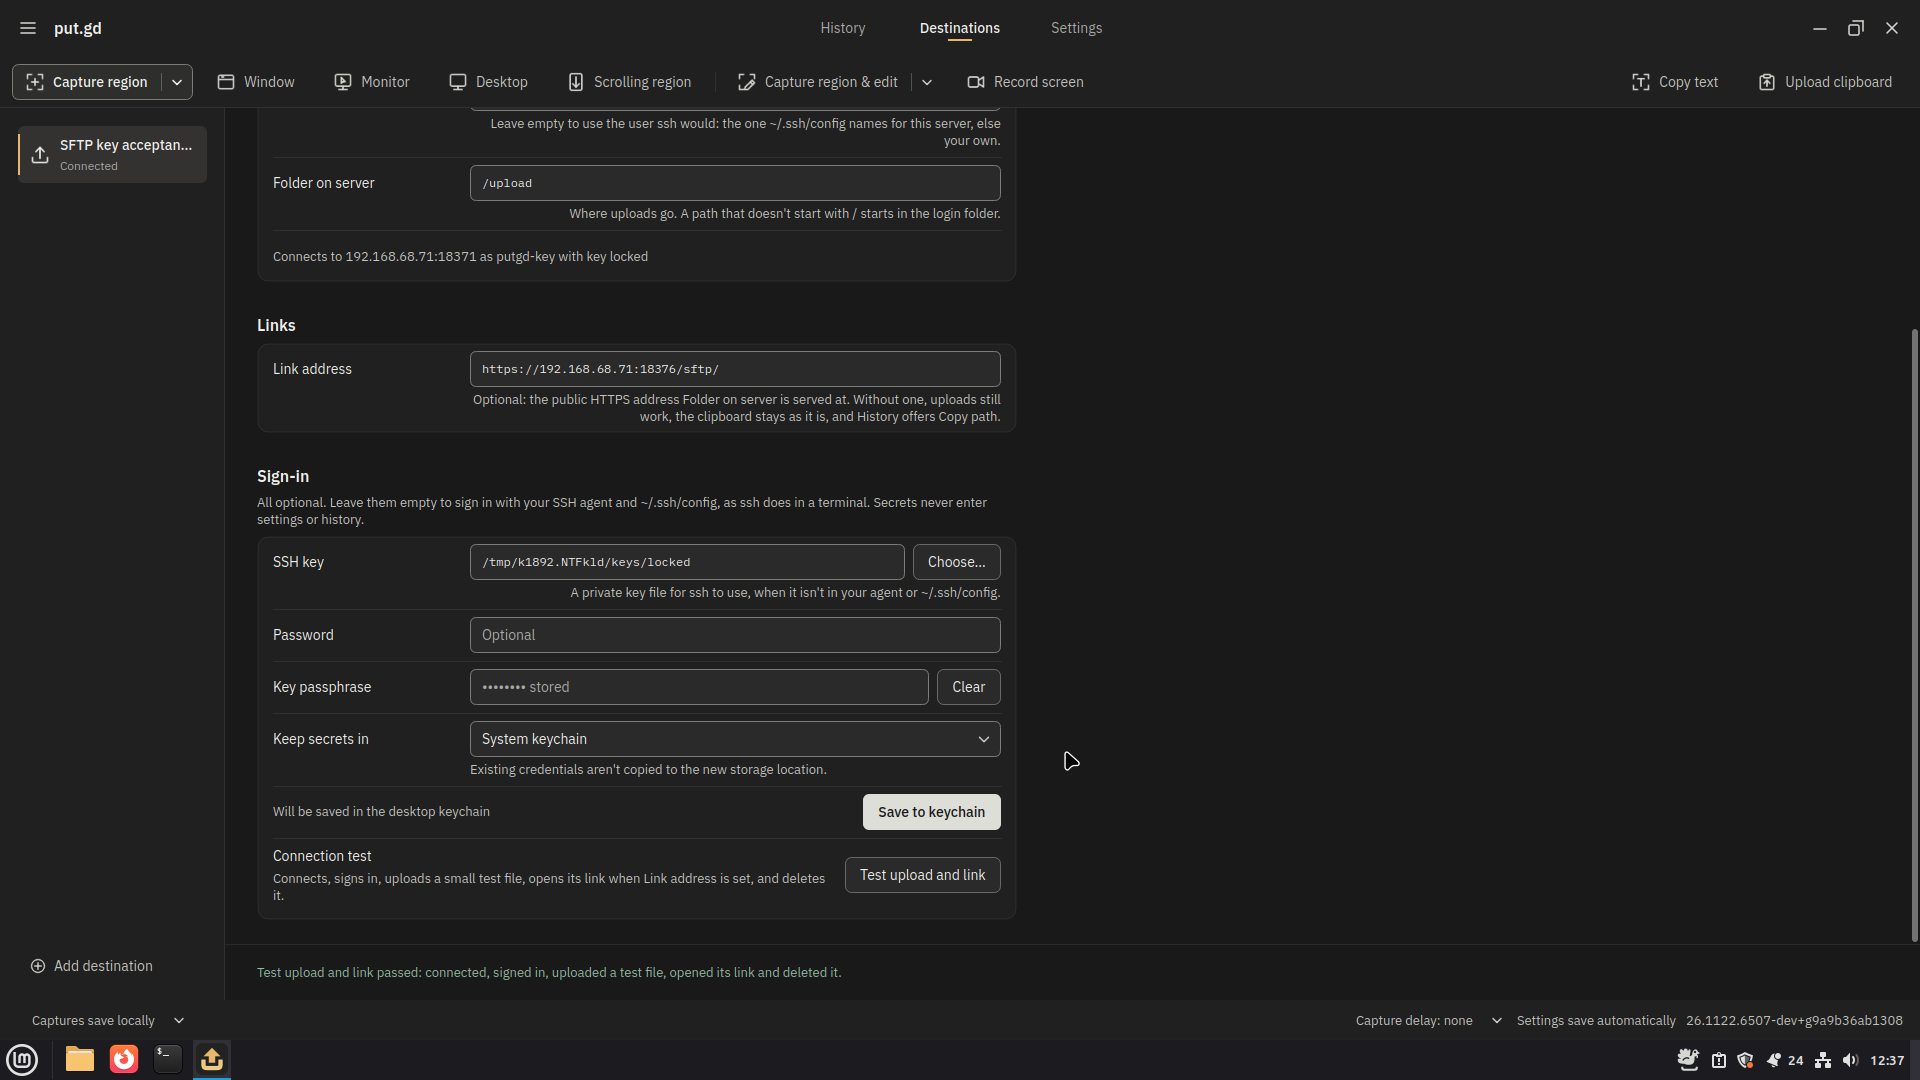 put.gd
History
Destinations
Settings
Capture region
Window
Monitor
Desktop
Scrolling region
Capture region & edit
Record screen
Copy text
Upload clipboard
SFTP key acceptan...
Connected
Leave empty to use the user ssh would: the one ~/.ssh/config names for this server, else
your own.
Folder on server
/upload
Where uploads go. A path that doesn't start with / starts in the login folder.
Connects to 192.168.68.71:18371 as putgd-key with key locked
Links
Link address
https://192.168.68.71:18376/sftp/
Optional: the public HTTPS address Folder on server is served at. Without one, uploads still
work, the clipboard stays as it is, and History offers Copy path.
Sign-in
All optional. Leave them empty to sign in with your SSH agent and ~/.ssh/config, as ssh does in a terminal. Secrets never enter
settings or history.
SSH key
/tmp/k1892.NTFkld/keys/locked
Choose...
A private key file for ssh to use, when it isn't in your agent or ~/.ssh/config.
Password
Optional
Key passphrase
•••••••• stored
Clear
Keep secrets in
System keychain
Existing credentials aren't copied to the new storage location.
Will be saved in the desktop keychain
Save to keychain
Connection test
Connects, signs in, uploads a small test file, opens its link when Link address is set, and deletes
it.
Test upload and link
Add destination
Test upload and link passed: connected, signed in, uploaded a test file, opened its link and deleted it.
Captures save locally
Capture delay: none
Settings save automatically
26.1122.6507-dev+g9a9b36ab1308
24
12:37